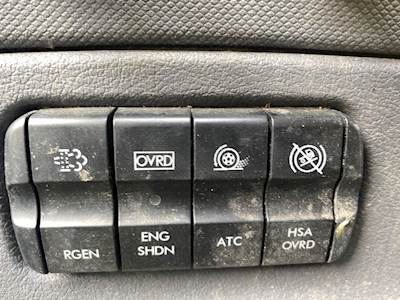 OVRD
RGEN
ENG
SHDN
ATC
HSA
OVRD